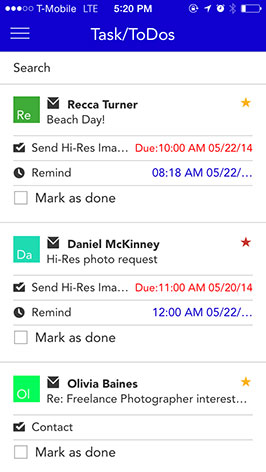 T-Mobile LTE 5:20 PM
Task/ToDos
Search
Re Recca Turner
Beach Day!
Send Hi-Res Ima... Due:10:00 AM 05/22/14
Remind 08:18 AM 05/22/...
Mark as done
Da Daniel McKinney
Hi-Res photo request
Send Hi-Res Ima... Due:11:00 AM 05/20/14
Remind 12:00 AM 05/22/...
Mark as done
Ol Olivia Baines
Re: Freelance Photographer interest...
Contact
Mark as done